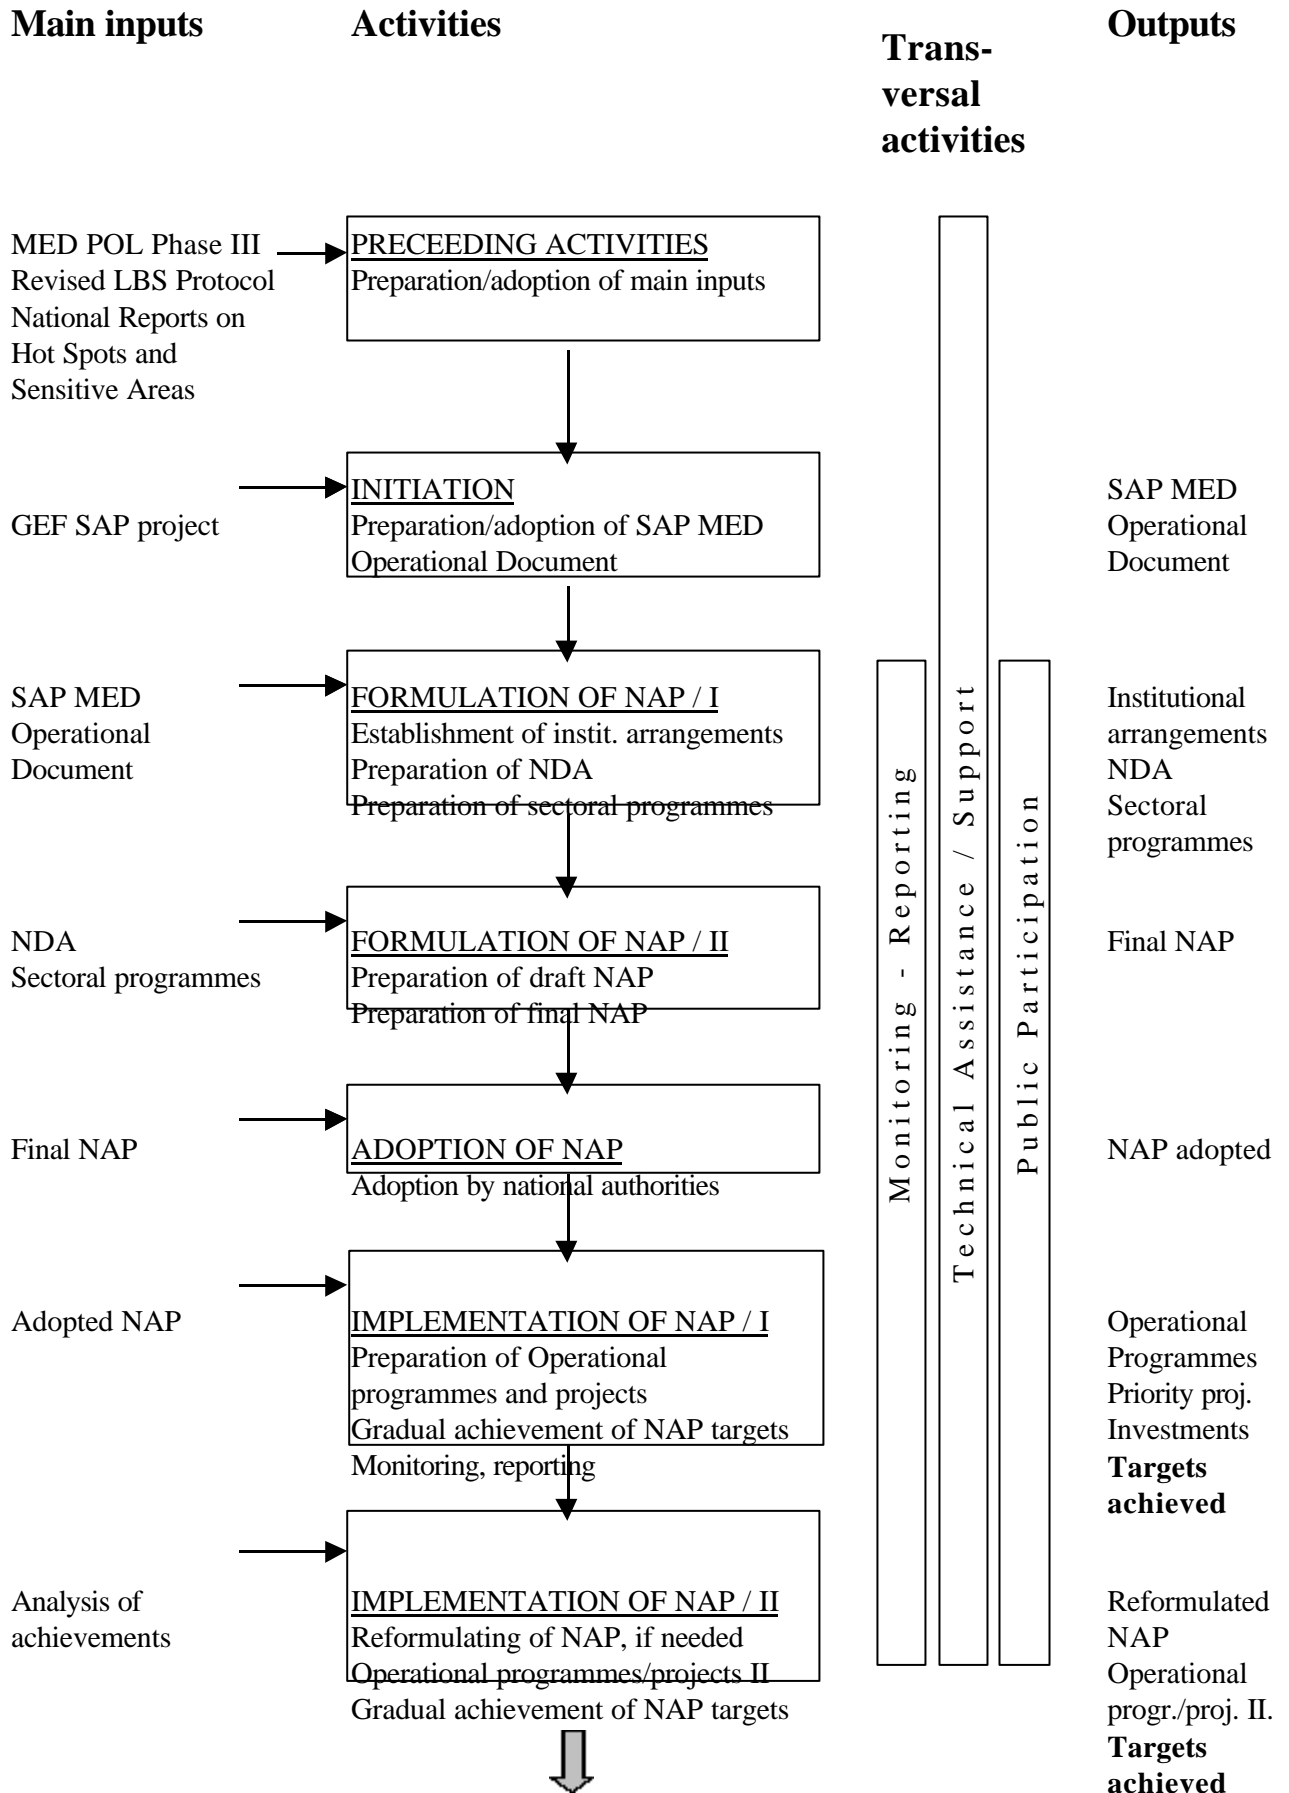 Main inputs
Activities
Trans-
versal
activities
Outputs
MED POL Phase III
Revised LBS Protocol
National Reports on
Hot Spots and
Sensitive Areas
PRECEEDING ACTIVITIES
Preparation/adoption of main inputs
GEF SAP project
INITIATION
Preparation/adoption of SAP MED
Operational Document
SAP MED
Operational
Document
SAP MED
Operational
Document
FORMULATION OF NAP / I
Establishment of instit. arrangements
Preparation of NDA
Preparation of sectoral programmes
Institutional
arrangements
NDA
Sectoral
programmes
NDA
Sectoral programmes
FORMULATION OF NAP / II
Preparation of draft NAP
Preparation of final NAP
Final NAP
Final NAP
ADOPTION OF NAP
Adoption by national authorities
NAP adopted
Adopted NAP
IMPLEMENTATION OF NAP / I
Preparation of Operational
programmes and projects
Gradual achievement of NAP targets
Monitoring, reporting
Operational
Programmes
Priority proj.
Investments
Targets
achieved
Analysis of
achievements
IMPLEMENTATION OF NAP / II
Reformulating of NAP, if needed
Operational programmes/projects II
Gradual achievement of NAP targets
Reformulated
NAP
Operational
progr./proj. II.
Targets
achieved
Monitoring - Reporting
Technical Assistance / Support
Public Participation